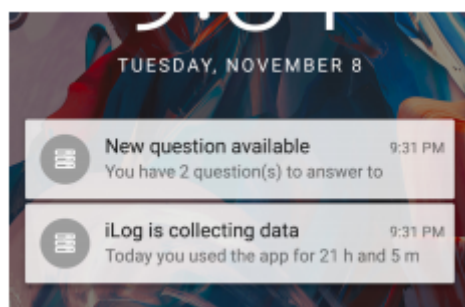 TUESDAY, NOVEMBER 8
New question available 9:31 PM
You have 2 question(s) to answer to
iLog is collecting data 9:31 PM
Today you used the app for 21 h and 5 m